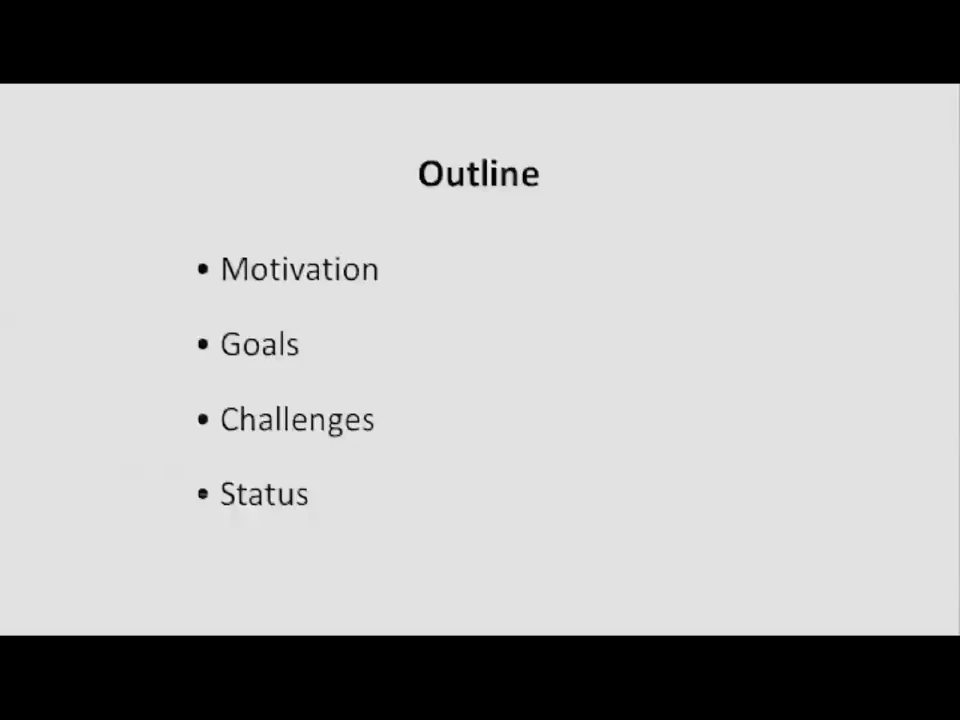 Outline
• Motivation
• Goals
• Challenges
• Status